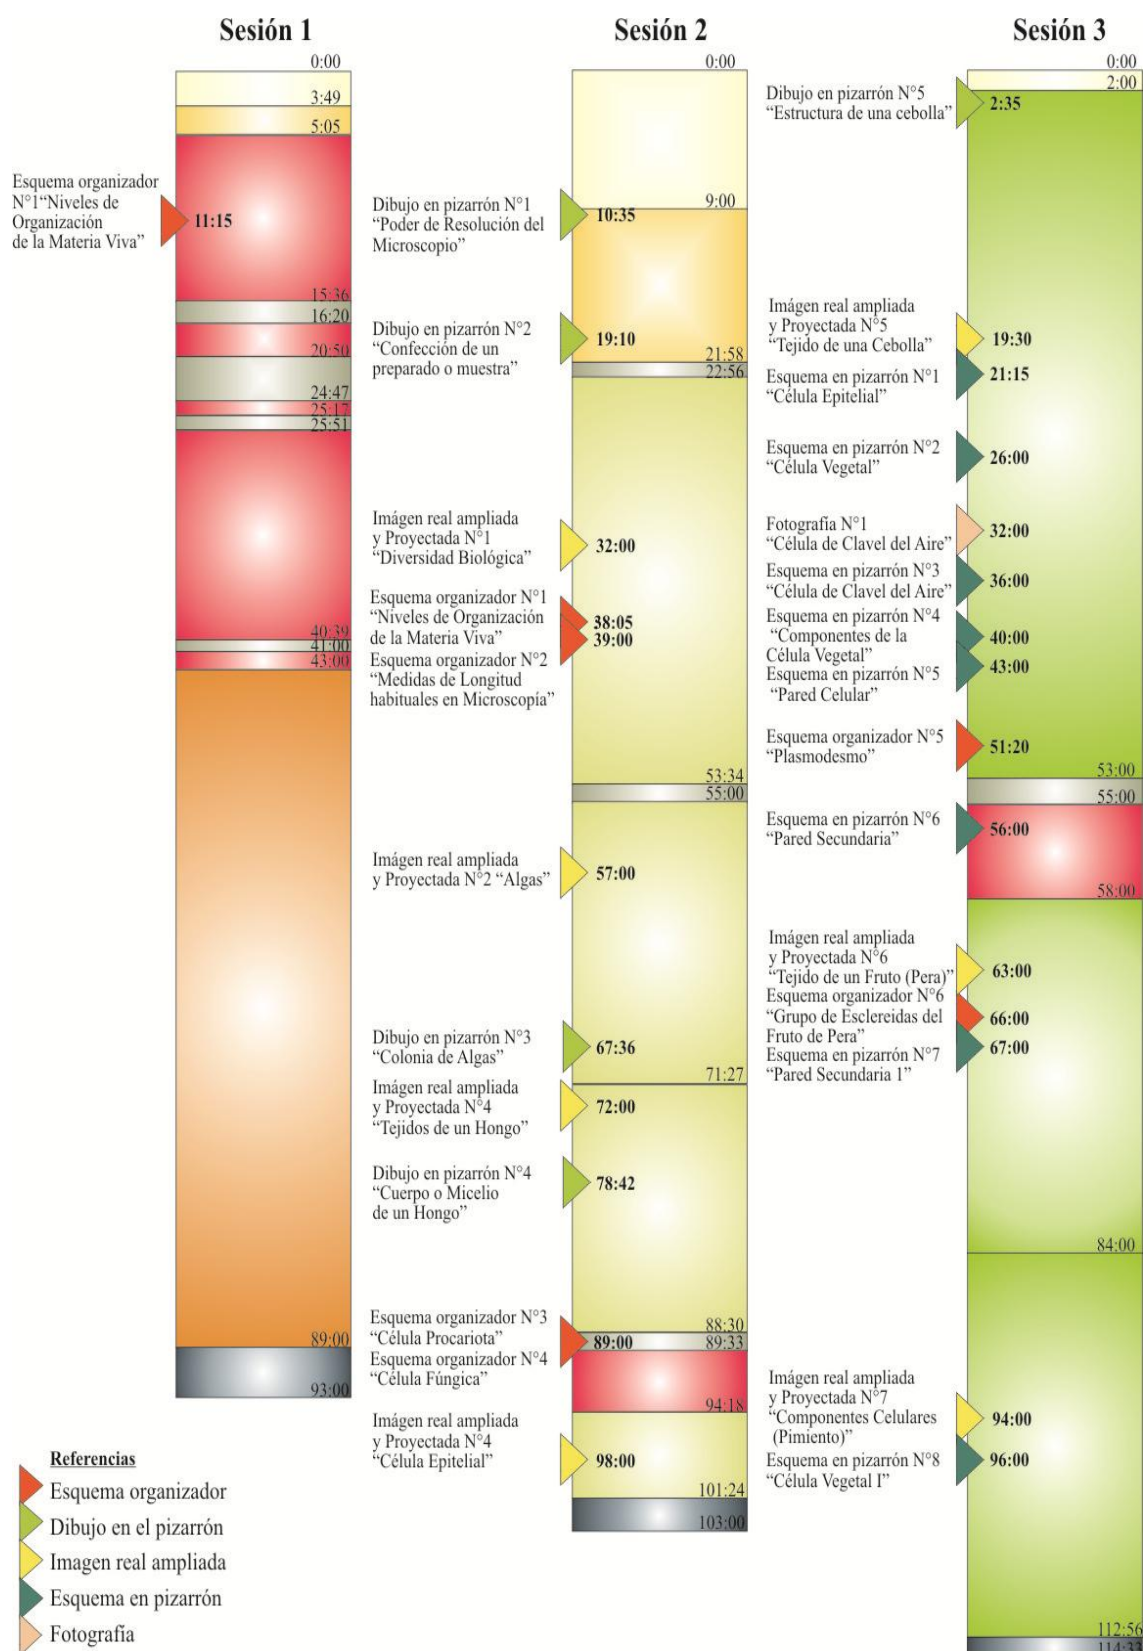 Sesión 1
0:00
3:49
5:05
Esquema organizador
N°1“Niveles de
Organización
de la Materia Viva”
11:15
15:36
16:20
20:50
24:47
25:17
25:51
40:39
41:00
43:00
89:00
93:00
Sesión 2
0:00
9:00
Dibujo en pizarrón N°1
“Poder de Resolución del
Microscopio”
10:35
Dibujo en pizarrón N°2
“Confección de un
preparado o muestra”
19:10
21:58
22:56
Imágen real ampliada
y Proyectada N°1
“Diversidad Biológica”
32:00
Esquema organizador N°1
“Niveles de Organización
de la Materia Viva”
38:05
39:00
Esquema organizador N°2
“Medidas de Longitud
habituales en Microscopía”
53:34
55:00
Imágen real ampliada
y Proyectada N°2 “Algas”
57:00
Dibujo en pizarrón N°3
“Colonia de Algas”
67:36
71:27
Imágen real ampliada
y Proyectada N°4
“Tejidos de un Hongo”
72:00
Dibujo en pizarrón N°4
“Cuerpo o Micelio
de un Hongo”
78:42
88:30
Esquema organizador N°3
“Célula Procariota”
Esquema organizador N°4
“Célula Fúngica”
89:00
89:33
94:18
Imágen real ampliada
y Proyectada N°4
“Célula Epitelial”
98:00
101:24
103:00
Sesión 3
0:00
2:00
Dibujo en pizarrón N°5
“Estructura de una cebolla”
2:35
Imágen real ampliada
y Proyectada N°5
“Tejido de una Cebolla”
19:30
Esquema en pizarrón N°1
“Célula Epitelial”
21:15
Esquema en pizarrón N°2
“Célula Vegetal”
26:00
Fotografía N°1
“Célula de Clavel del Aire”
32:00
Esquema en pizarrón N°3
“Célula de Clavel del Aire”
36:00
Esquema en pizarrón N°4
“Componentes de la
Célula Vegetal”
40:00
Esquema en pizarrón N°5
“Pared Celular”
43:00
Esquema organizador N°5
“Plasmodesmo”
51:20
53:00
55:00
Esquema en pizarrón N°6
“Pared Secundaria”
56:00
58:00
Imágen real ampliada
y Proyectada N°6
“Tejido de un Fruto (Pera)”
63:00
Esquema organizador N°6
“Grupo de Esclereidas del
Fruto de Pera”
66:00
Esquema en pizarrón N°7
“Pared Secundaria 1”
67:00
84:00
Imágen real ampliada
y Proyectada N°7
“Componentes Celulares
(Pimiento)”
94:00
Esquema en pizarrón N°8
“Célula Vegetal I”
96:00
112:56
Referencias
Esquema organizador
Dibujo en el pizarrón
Imagen real ampliada
Esquema en pizarrón
Fotografía